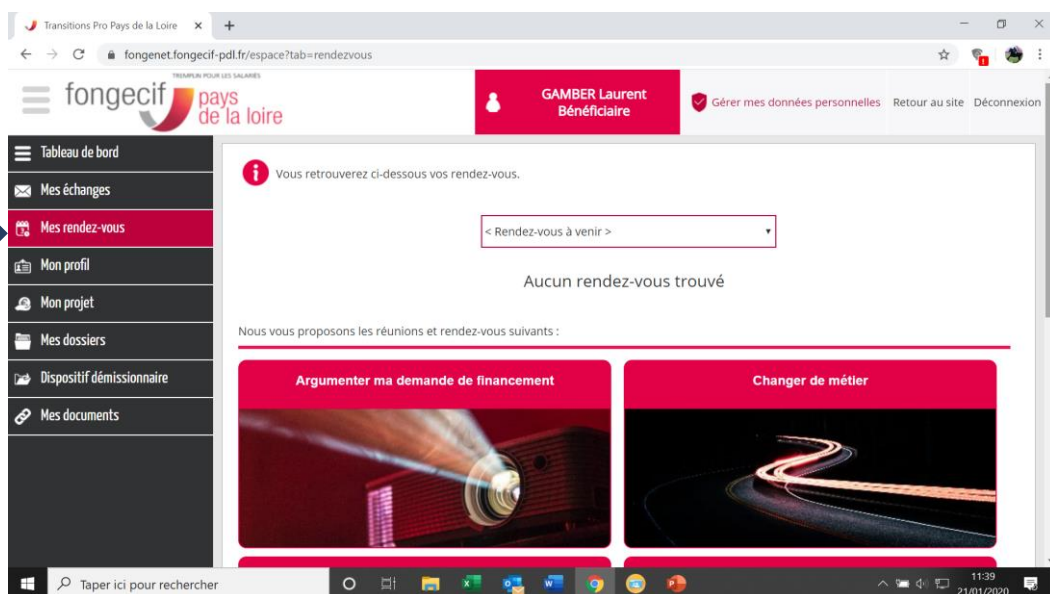 Transitions Pro Pays de la Loire
fongenet.fongecif-pdl.fr/espace?tab=rendezvous
TREMPLIN POUR LES SALARIÉS
fongecif
pays
de la loire
GAMBER Laurent
Bénéficiaire
Gérer mes données personnelles
Retour au site
Déconnexion
Tableau de bord
Mes échanges
Mes rendez-vous
Mon profil
Mon projet
Mes dossiers
Dispositif démissionnaire
Mes documents
Vous retrouverez ci-dessous vos rendez-vous.
< Rendez-vous à venir >
Aucun rendez-vous trouvé
Nous vous proposons les réunions et rendez-vous suivants :
Argumenter ma demande de financement
Changer de métier
Taper ici pour rechercher
11:39
21/01/2020